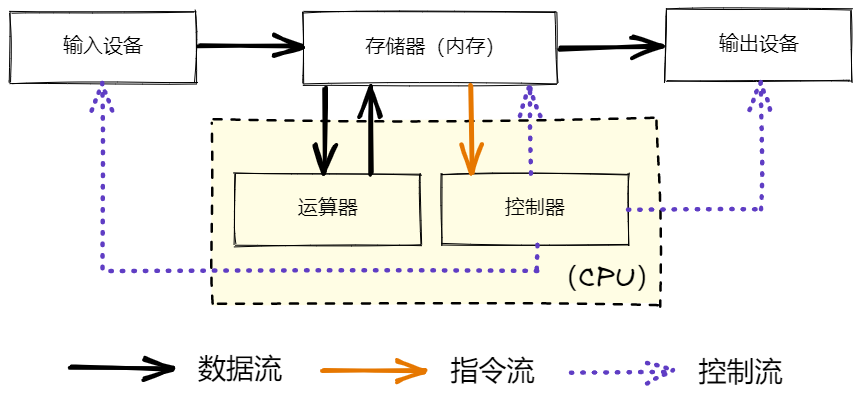 输入设备
存储器（内存）
输出设备
运算器
控制器
(CPU)
数据流
指令流
控制流